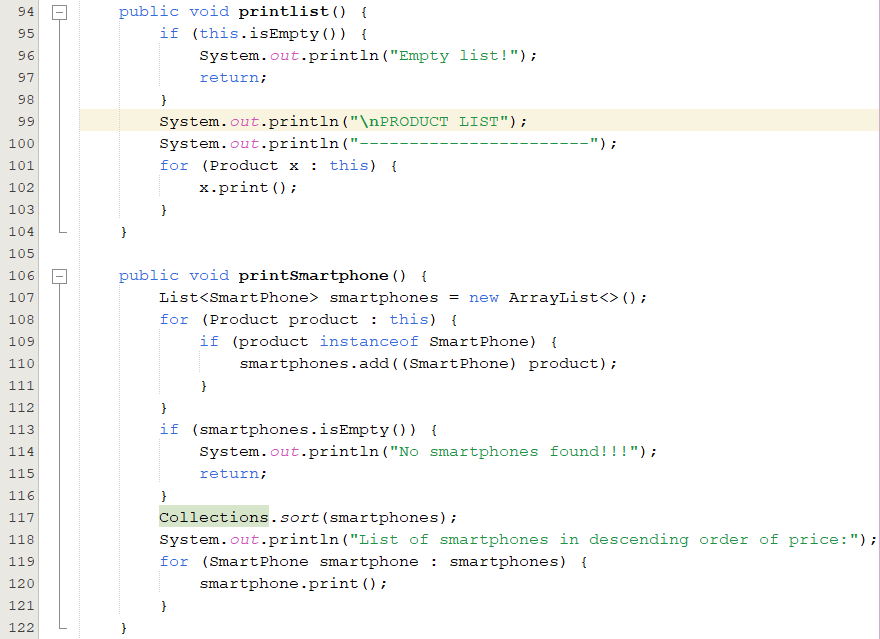 94 public void printlist() {
95 if (this.isEmpty()) {
96 System.out.println("Empty list!");
97 return;
98 }
99 System.out.println("\nPRODUCT LIST");
100 System.out.println("-----------------------");
101 for (Product x : this) {
102 x.print();
103 }
104 }
105
106 public void printSmartphone() {
107 List<SmartPhone> smartphones = new ArrayList<>();
108 for (Product product : this) {
109 if (product instanceof SmartPhone) {
110 smartphones.add((SmartPhone) product);
111 }
112 }
113 if (smartphones.isEmpty()) {
114 System.out.println("No smartphones found!!!");
115 return;
116 }
117 Collections.sort(smartphones);
118 System.out.println("List of smartphones in descending order of price:");
119 for (SmartPhone smartphone : smartphones) {
120 smartphone.print();
121 }
122 }